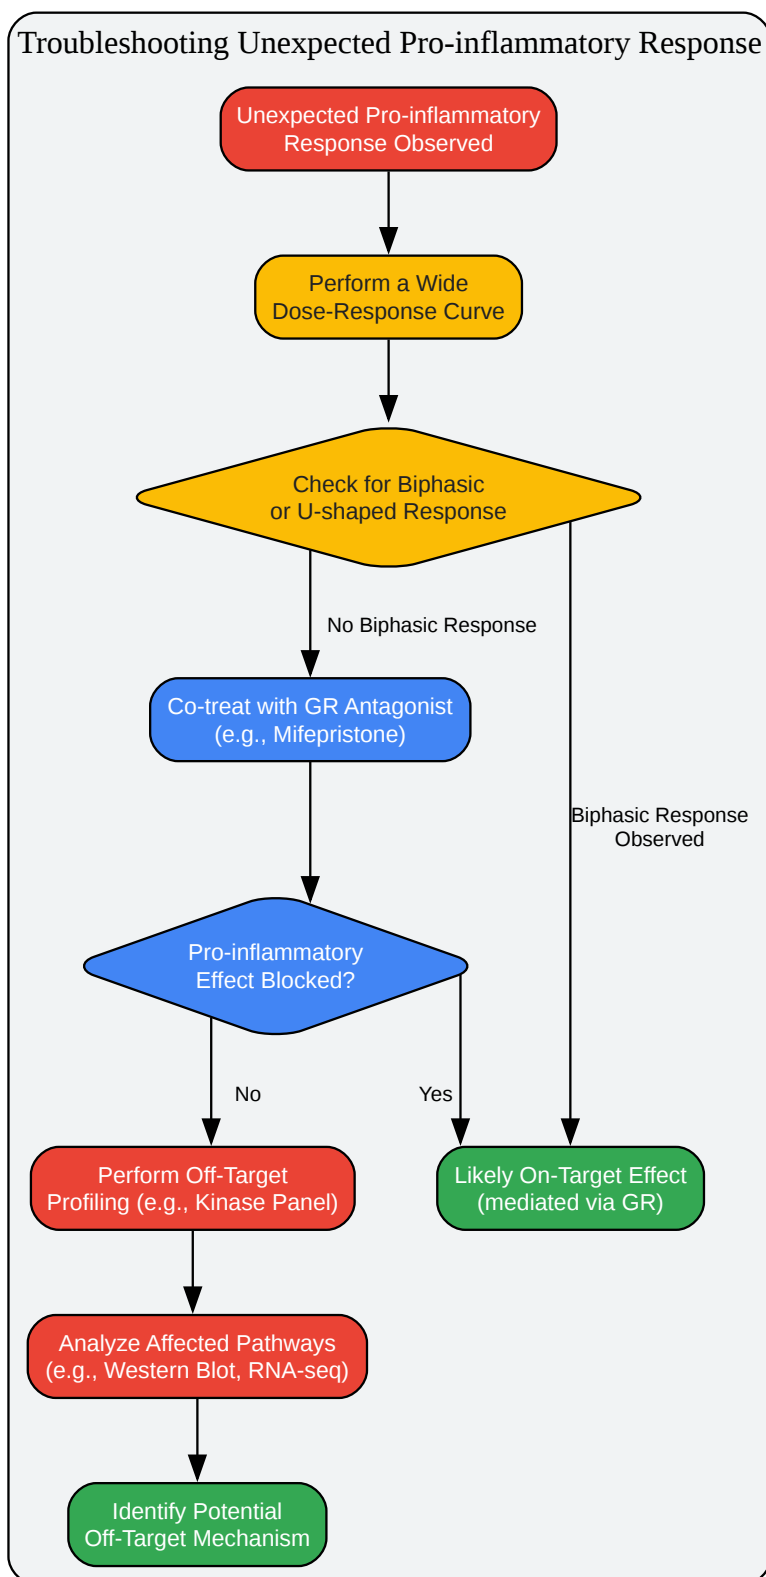 Troubleshooting Unexpected Pro-inflammatory Response
Unexpected Pro-inflammatory
Response Observed
Perform a Wide
Dose-Response Curve
Check for Biphasic
or U-shaped Response
No Biphasic Response
Co-treat with GR Antagonist
(e.g., Mifepristone)
Biphasic Response
Observed
Pro-inflammatory
Effect Blocked?
No
Yes
Perform Off-Target
Profiling (e.g., Kinase Panel)
Likely On-Target Effect
(mediated via GR)
Analyze Affected Pathways
(e.g., Western Blot, RNA-seq)
Identify Potential
Off-Target Mechanism